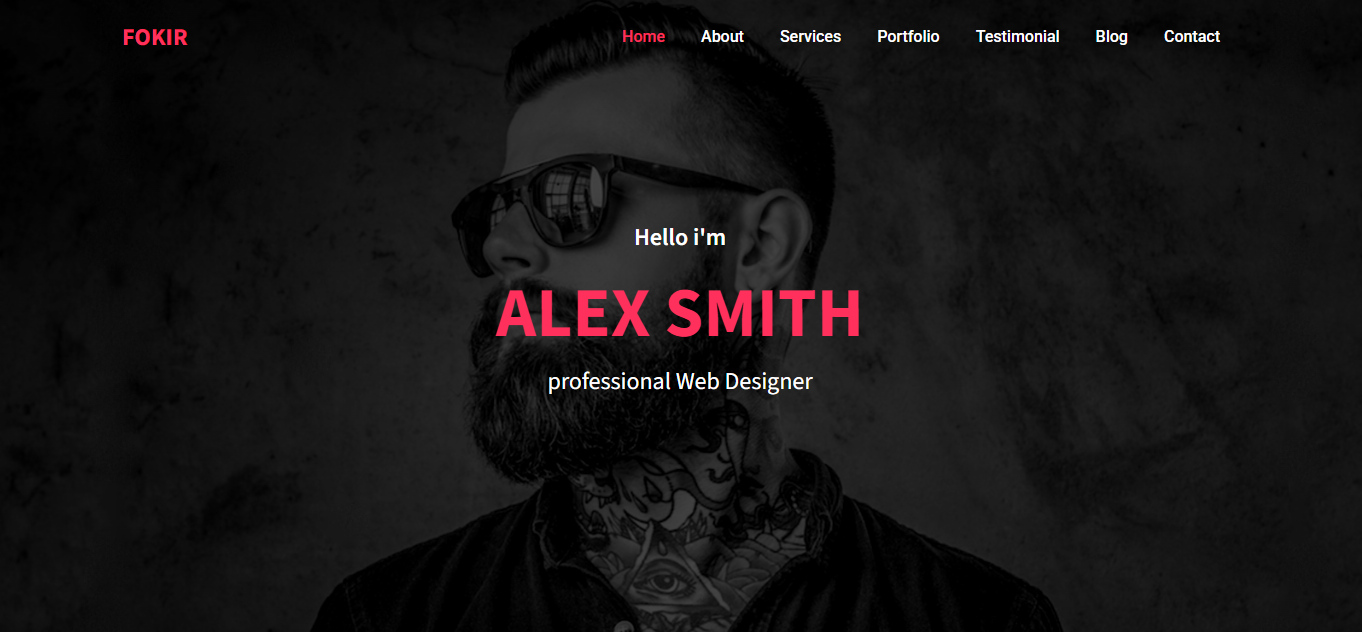 FOKIR
Home About Services Portfolio Testimonial Blog Contact
Hello i'm
ALEX SMITH
professional Web Designer